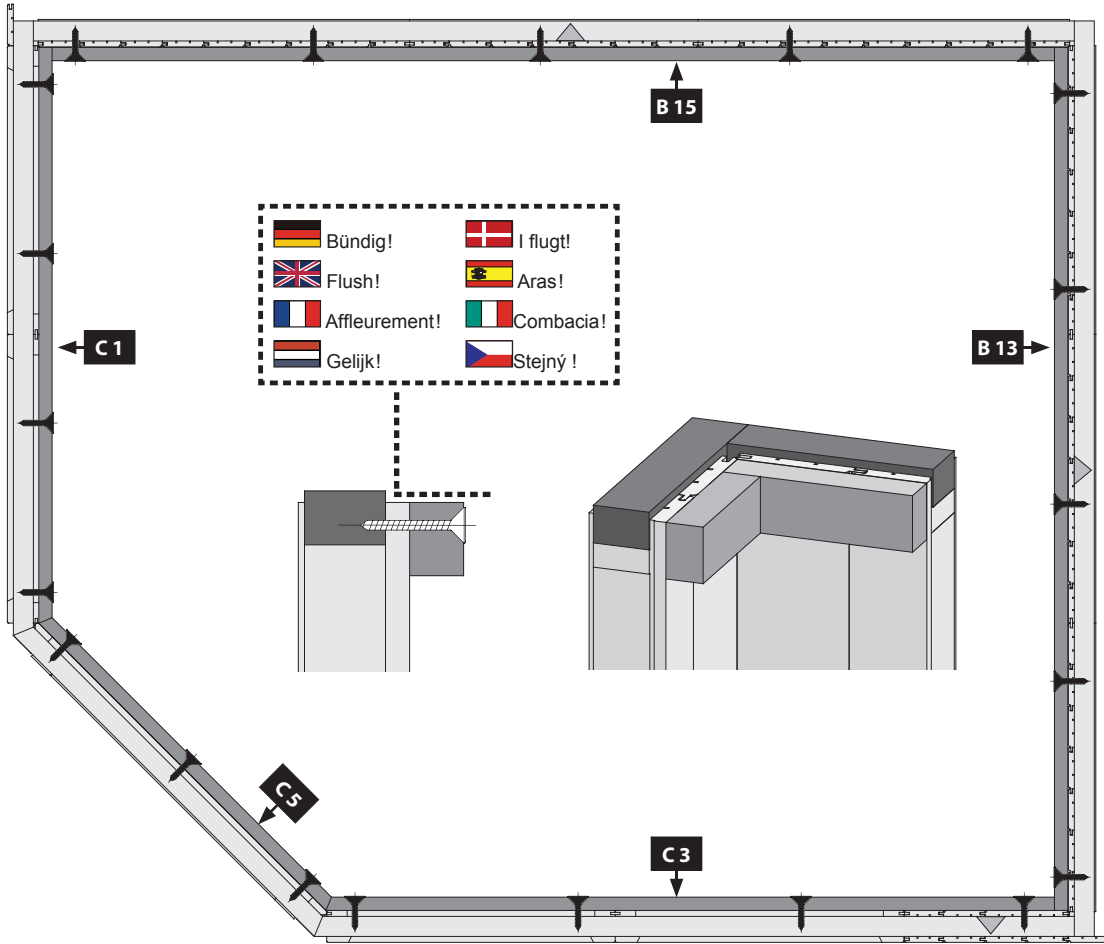 B 15
Bündig!
I flugt!
Flush!
Aras!
Affleurement!
Combacia!
Gelijk!
Stejný !
C 1
B 13
C 5
C 3